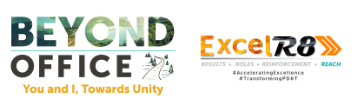 BEYOND
OFFICE
You and I, Towards Unity
ExcelR8
RESULTS • ROLES • REINFORCEMENT • REACH
#AcceleratingExcellence
#TransformingPD&T